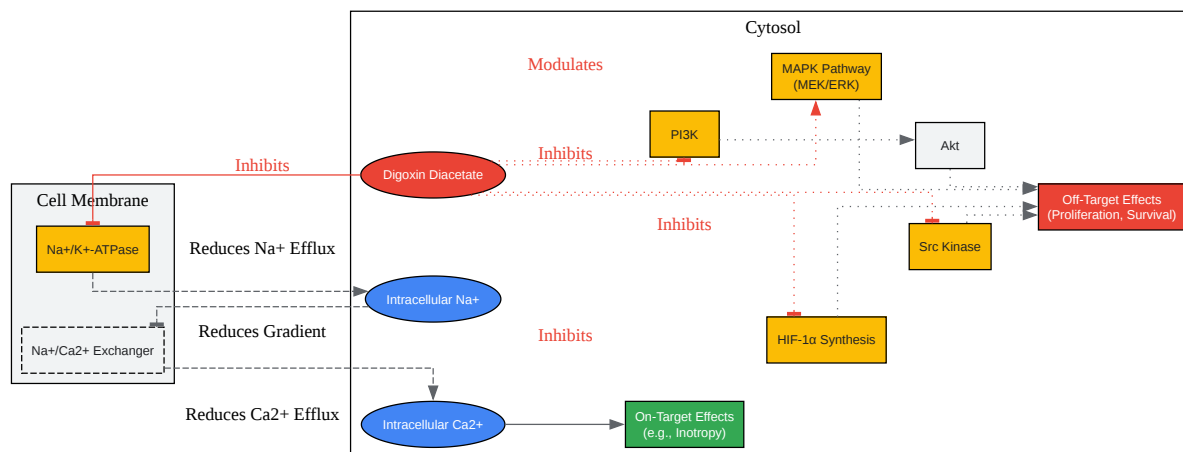 Cytosol
Modulates
MAPK Pathway
(MEK/ERK)
PI3K
Akt
Inhibits
Inhibits
Digoxin Diacetate
Cell Membrane
Off-Target Effects
(Proliferation, Survival)
Inhibits
Na+/K+-ATPase
Reduces Na+ Efflux
Src Kinase
Intracellular Na+
Reduces Gradient
Inhibits
HIF-1α Synthesis
Na+/Ca2+ Exchanger
Reduces Ca2+ Efflux
Intracellular Ca2+
On-Target Effects
(e.g., Inotropy)